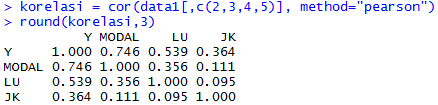 > korelasi = cor(data1[,c(2,3,4,5)], method="pearson")
> round(korelasi,3)
Y MODAL LU JK
Y 1.000 0.746 0.539 0.364
MODAL 0.746 1.000 0.356 0.111
LU 0.539 0.356 1.000 0.095
JK 0.364 0.111 0.095 1.000